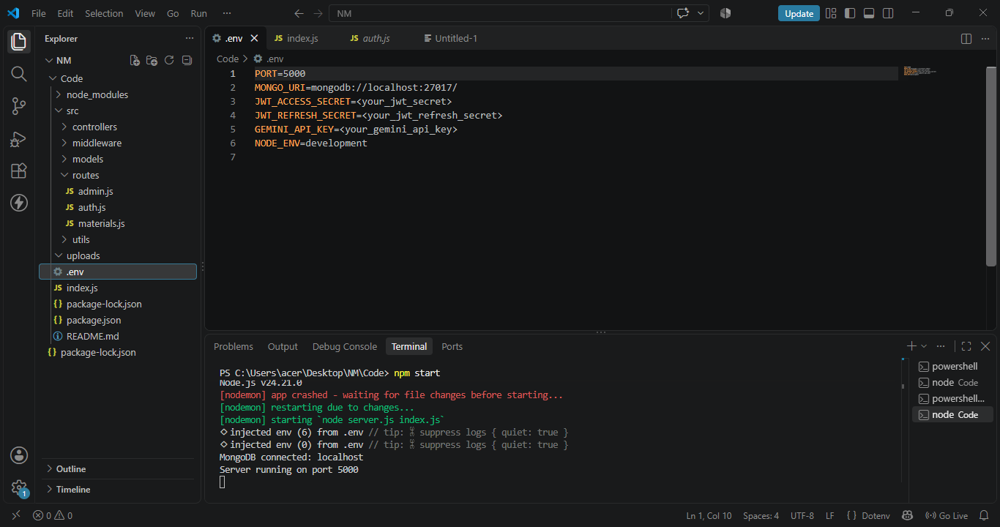 File Edit Selection View Go Run ···
NM
Update
Explorer
NM
Code
node_modules
src
controllers
middleware
models
routes
JS admin.js
JS auth.js
JS materials.js
utils
uploads
.env
JS index.js
{} package-lock.json
{} package.json
README.md
{} package-lock.json
Outline
Timeline
1
.env
JS index.js
JS auth.js
Untitled-1
Code > .env
1 PORT=5000
2 MONGO_URI=mongodb://localhost:27017/
3 JWT_ACCESS_SECRET=<your_jwt_secret>
4 JWT_REFRESH_SECRET=<your_jwt_refresh_secret>
5 GEMINI_API_KEY=<your_gemini_api_key>
6 NODE_ENV=development
7
Problems Output Debug Console Terminal Ports
PS C:\Users\acer\Desktop\NM\Code> npm start
Node.js v24.21.0
[nodemon] app crashed - waiting for file changes before starting...
[nodemon] restarting due to changes...
[nodemon] starting `node server.js index.js`
◇ injected env (6) from .env // tip: ⌘ suppress logs { quiet: true }
◇ injected env (0) from .env // tip: ⌘ suppress logs { quiet: true }
MongoDB connected: localhost
Server running on port 5000
powershell
node Code
powershell...
node Code
0 0
Ln 1, Col 10 Spaces: 4 UTF-8 LF {} Dotenv Go Live